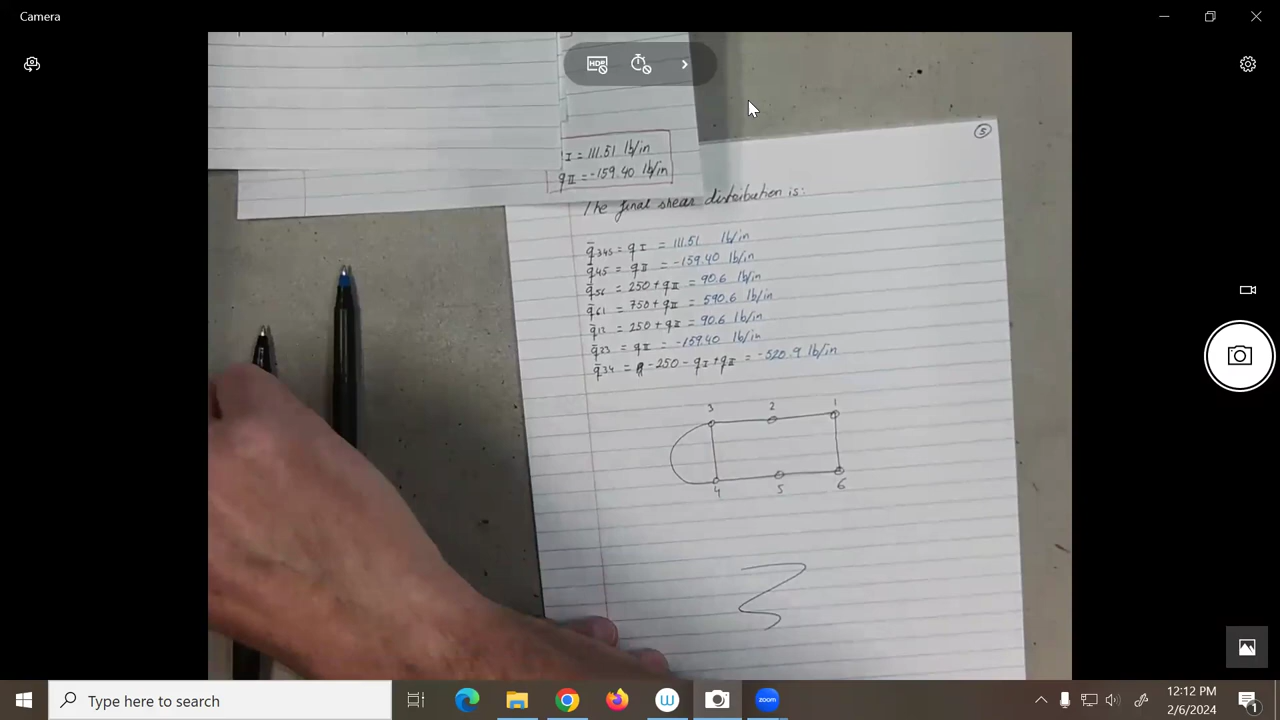 Camera
5
I = 111.51 lb/in
qII = -159.40 lb/in
The final shear distribution is:
q̄345 = qI = 111.51 lb/in
q̄45 = qII = -159.40 lb/in
q̄56 = 250 + qII = 90.6 lb/in
q̄61 = 750 + qII = 590.6 lb/in
q̄12 = 250 + qII = 90.6 lb/in
q̄23 = qII = -159.40 lb/in
q̄34 = -250 - qI + qII = -520.9 lb/in
3 2 1
4 5 6
Type here to search
W
zoom
12:12 PM
2/6/2024
1